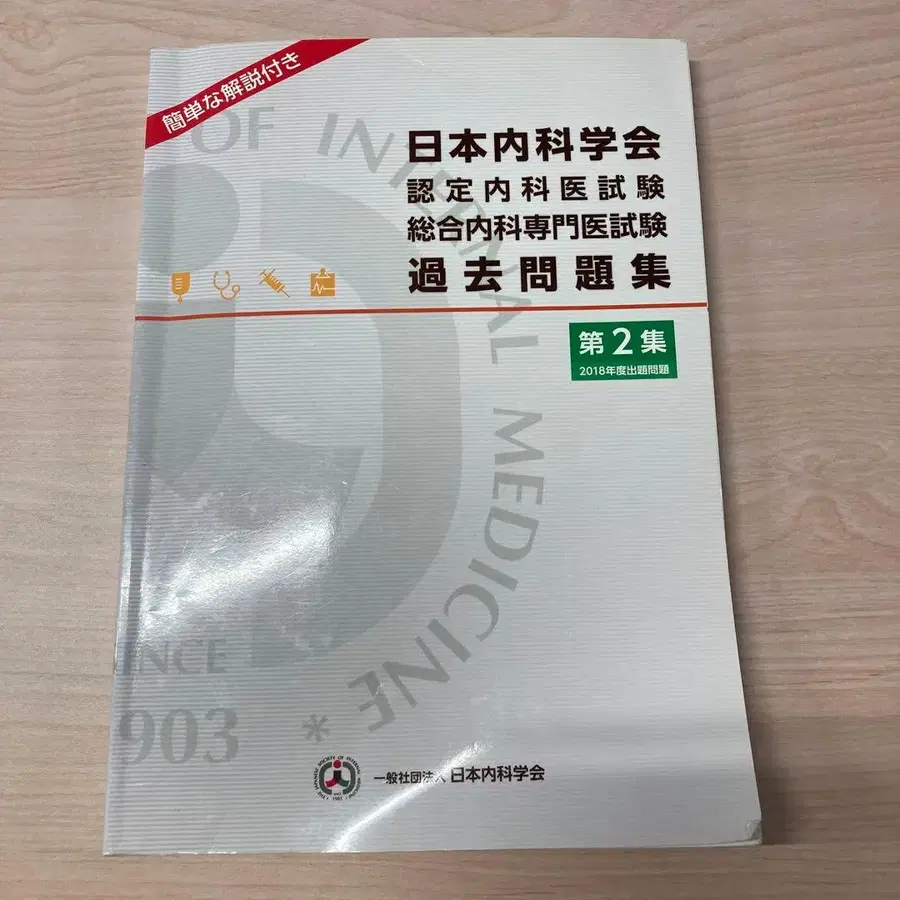 簡単な解説付き
OF INTERNAL MEDICINE *
日本内科学会
認定内科医試験
総合内科専門医試験
過去問題集
第2集
2018年度出題問題
INCE
903
一般社団法人 日本内科学会